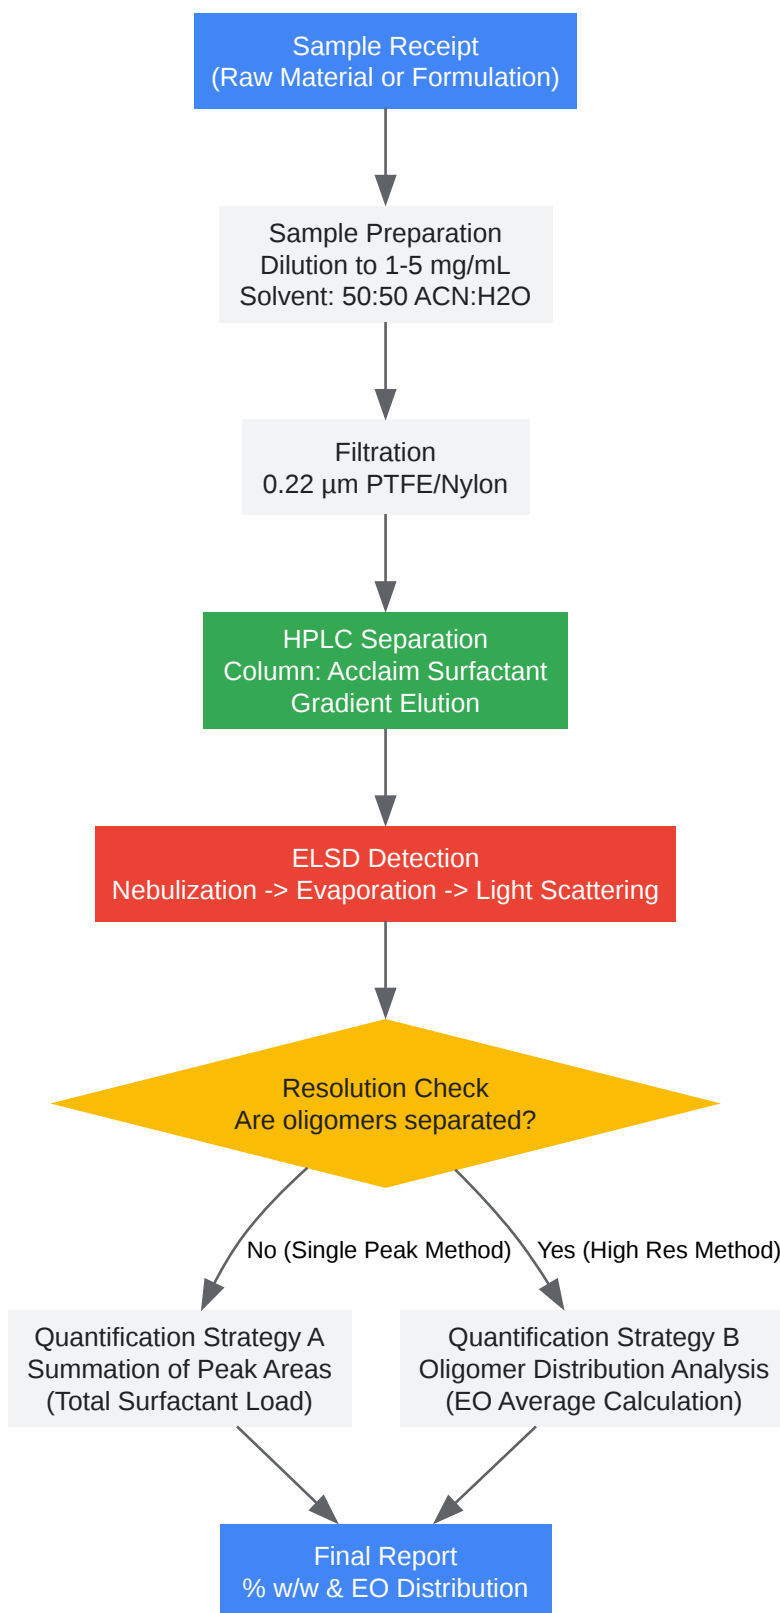 Sample Receipt
(Raw Material or Formulation)
Sample Preparation
Dilution to 1-5 mg/mL
Solvent: 50:50 ACN:H2O
Filtration
0.22 µm PTFE/Nylon
HPLC Separation
Column: Acclaim Surfactant
Gradient Elution
ELSD Detection
Nebulization -> Evaporation -> Light Scattering
Resolution Check
Are oligomers separated?
No (Single Peak Method)
Yes (High Res Method)
Quantification Strategy A
Summation of Peak Areas
(Total Surfactant Load)
Quantification Strategy B
Oligomer Distribution Analysis
(EO Average Calculation)
Final Report
% w/w & EO Distribution